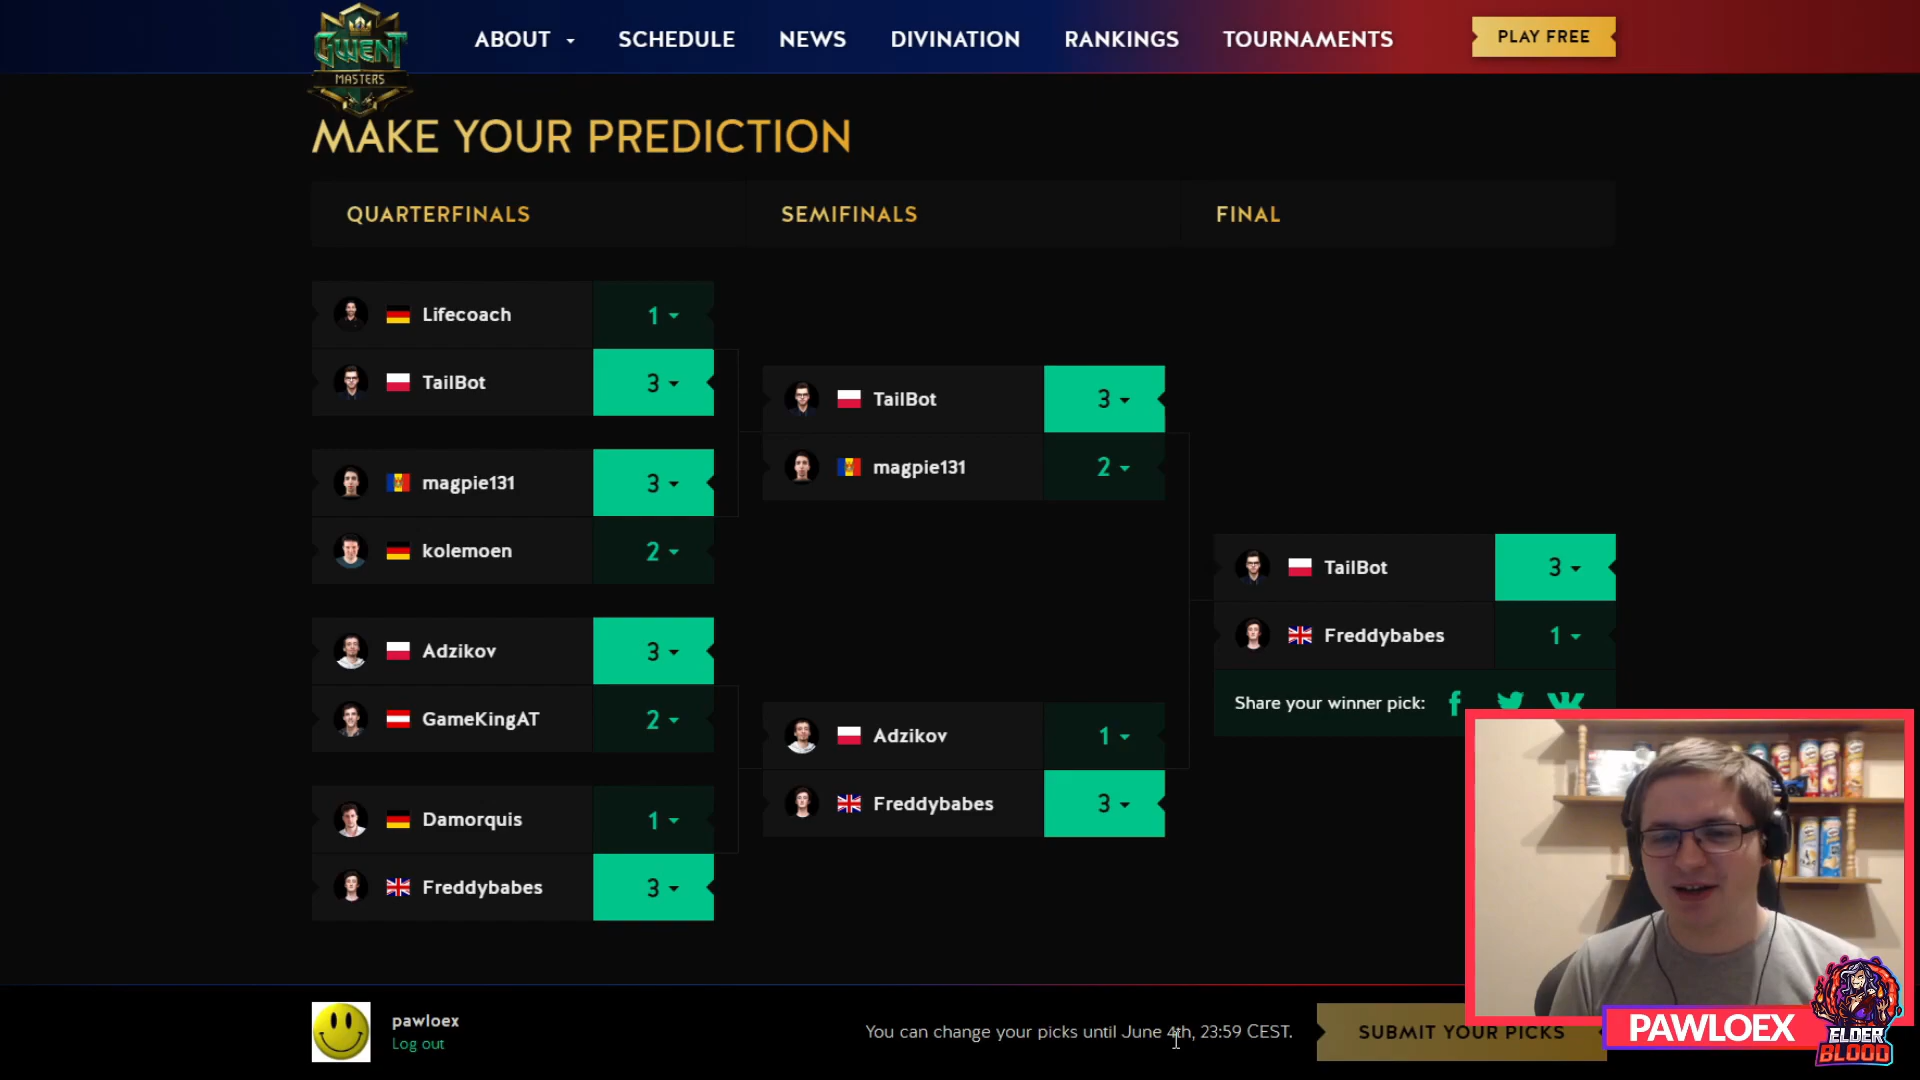 GWENT
MASTERS
ABOUT
SCHEDULE
NEWS
DIVINATION
RANKINGS
TOURNAMENTS
PLAY FREE
MAKE YOUR PREDICTION
QUARTERFINALS
SEMIFINALS
FINAL
Lifecoach 1
TailBot 3
magpie131 3
kolemoen 2
Adzikov 3
GameKingAT 2
Damorquis 1
Freddybabes 3
TailBot 3
magpie131 2
Adzikov 1
Freddybabes 3
TailBot 3
Freddybabes 1
Share your winner pick:
pawloex
Log out
You can change your picks until June 4th, 23:59 CEST.
SUBMIT YOUR PICKS
PAWLOEX
ELDER
BLOOD